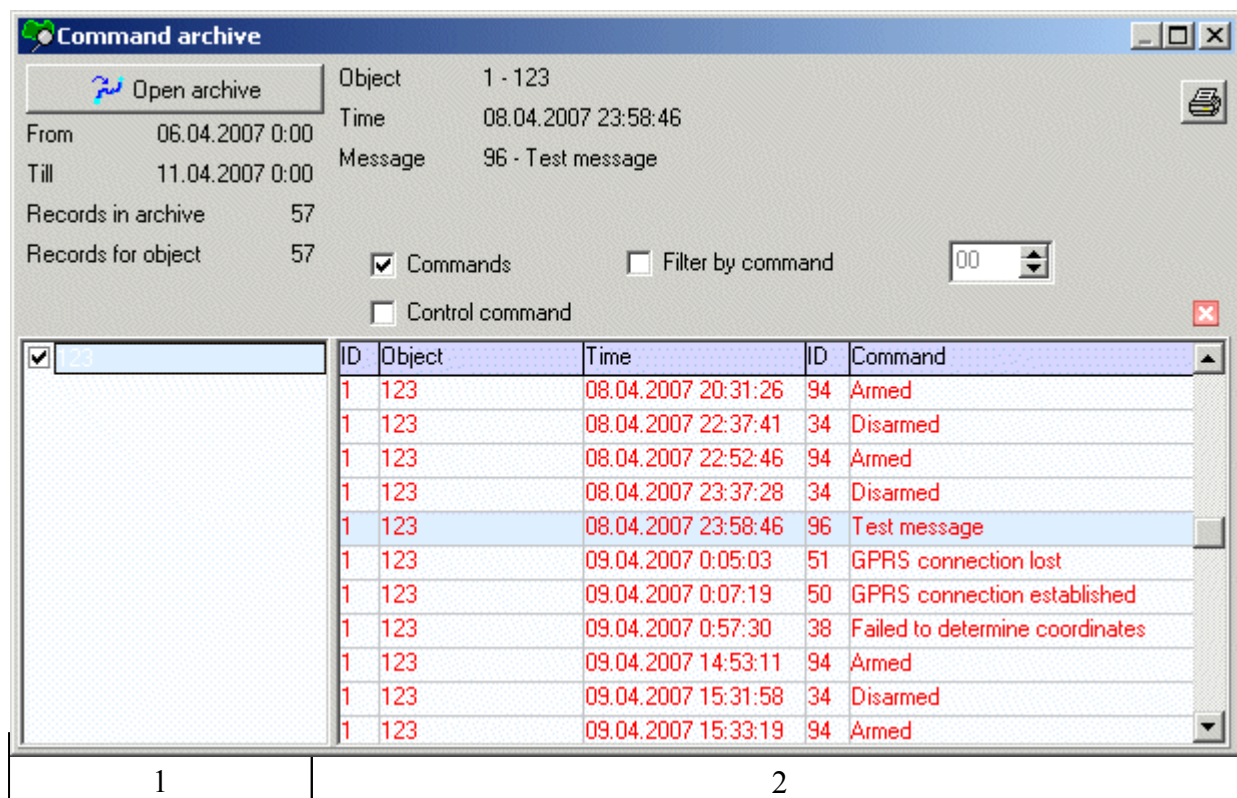 Command archive
Open archive
From 06.04.2007 0:00
Till 11.04.2007 0:00
Records in archive 57
Records for object 57
Object 1 - 123
Time 08.04.2007 23:58:46
Message 96 - Test message
Commands
Filter by command
00
Control command
123
ID Object Time ID Command
1 123 08.04.2007 20:31:26 94 Armed
1 123 08.04.2007 22:37:41 34 Disarmed
1 123 08.04.2007 22:52:46 94 Armed
1 123 08.04.2007 23:37:28 34 Disarmed
1 123 08.04.2007 23:58:46 96 Test message
1 123 09.04.2007 0:05:03 51 GPRS connection lost
1 123 09.04.2007 0:07:19 50 GPRS connection established
1 123 09.04.2007 0:57:30 38 Failed to determine coordinates
1 123 09.04.2007 14:53:11 94 Armed
1 123 09.04.2007 15:31:58 34 Disarmed
1 123 09.04.2007 15:33:19 94 Armed
1 2